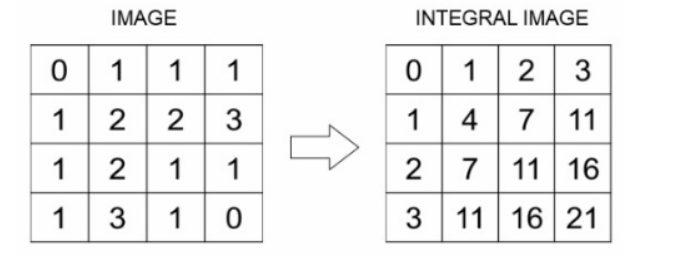 IMAGE INTEGRAL IMAGE
0 1 1 1 0 1 2 3
1 2 2 3 1 4 7 11
1 2 1 1 2 7 11 16
1 3 1 0 3 11 16 21